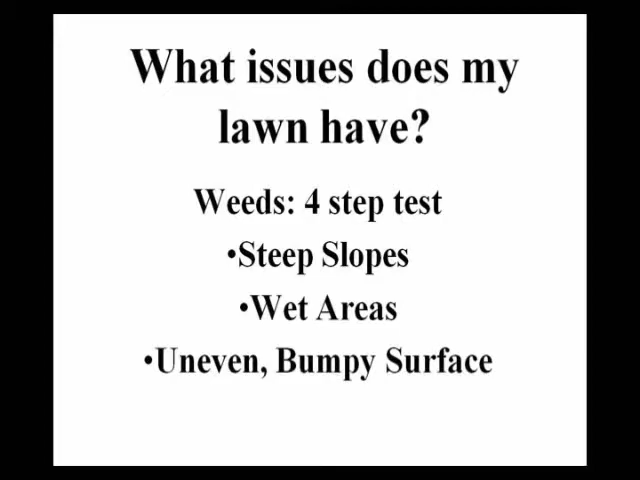 What issues does my
lawn have?
Weeds: 4 step test
•Steep Slopes
•Wet Areas
•Uneven, Bumpy Surface